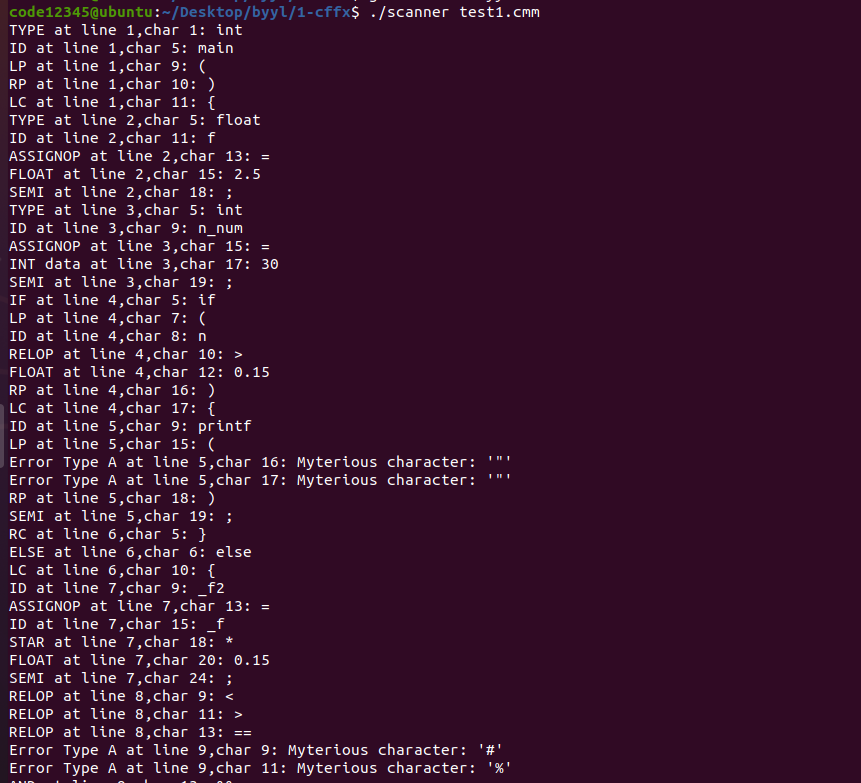 code12345@ubuntu:~/Desktop/byyl/1-cffx$ ./scanner test1.cmm
TYPE at line 1,char 1: int
ID at line 1,char 5: main
LP at line 1,char 9: (
RP at line 1,char 10: )
LC at line 1,char 11: {
TYPE at line 2,char 5: float
ID at line 2,char 11: f
ASSIGNOP at line 2,char 13: =
FLOAT at line 2,char 15: 2.5
SEMI at line 2,char 18: ;
TYPE at line 3,char 5: int
ID at line 3,char 9: n_num
ASSIGNOP at line 3,char 15: =
INT data at line 3,char 17: 30
SEMI at line 3,char 19: ;
IF at line 4,char 5: if
LP at line 4,char 7: (
ID at line 4,char 8: n
RELOP at line 4,char 10: >
FLOAT at line 4,char 12: 0.15
RP at line 4,char 16: )
LC at line 4,char 17: {
ID at line 5,char 9: printf
LP at line 5,char 15: (
Error Type A at line 5,char 16: Myterious character: '"'
Error Type A at line 5,char 17: Myterious character: '"'
RP at line 5,char 18: )
SEMI at line 5,char 19: ;
RC at line 6,char 5: }
ELSE at line 6,char 6: else
LC at line 6,char 10: {
ID at line 7,char 9: _f2
ASSIGNOP at line 7,char 13: =
ID at line 7,char 15: _f
STAR at line 7,char 18: *
FLOAT at line 7,char 20: 0.15
SEMI at line 7,char 24: ;
RELOP at line 8,char 9: <
RELOP at line 8,char 11: >
RELOP at line 8,char 13: ==
Error Type A at line 9,char 9: Myterious character: '#'
Error Type A at line 9,char 11: Myterious character: '%'